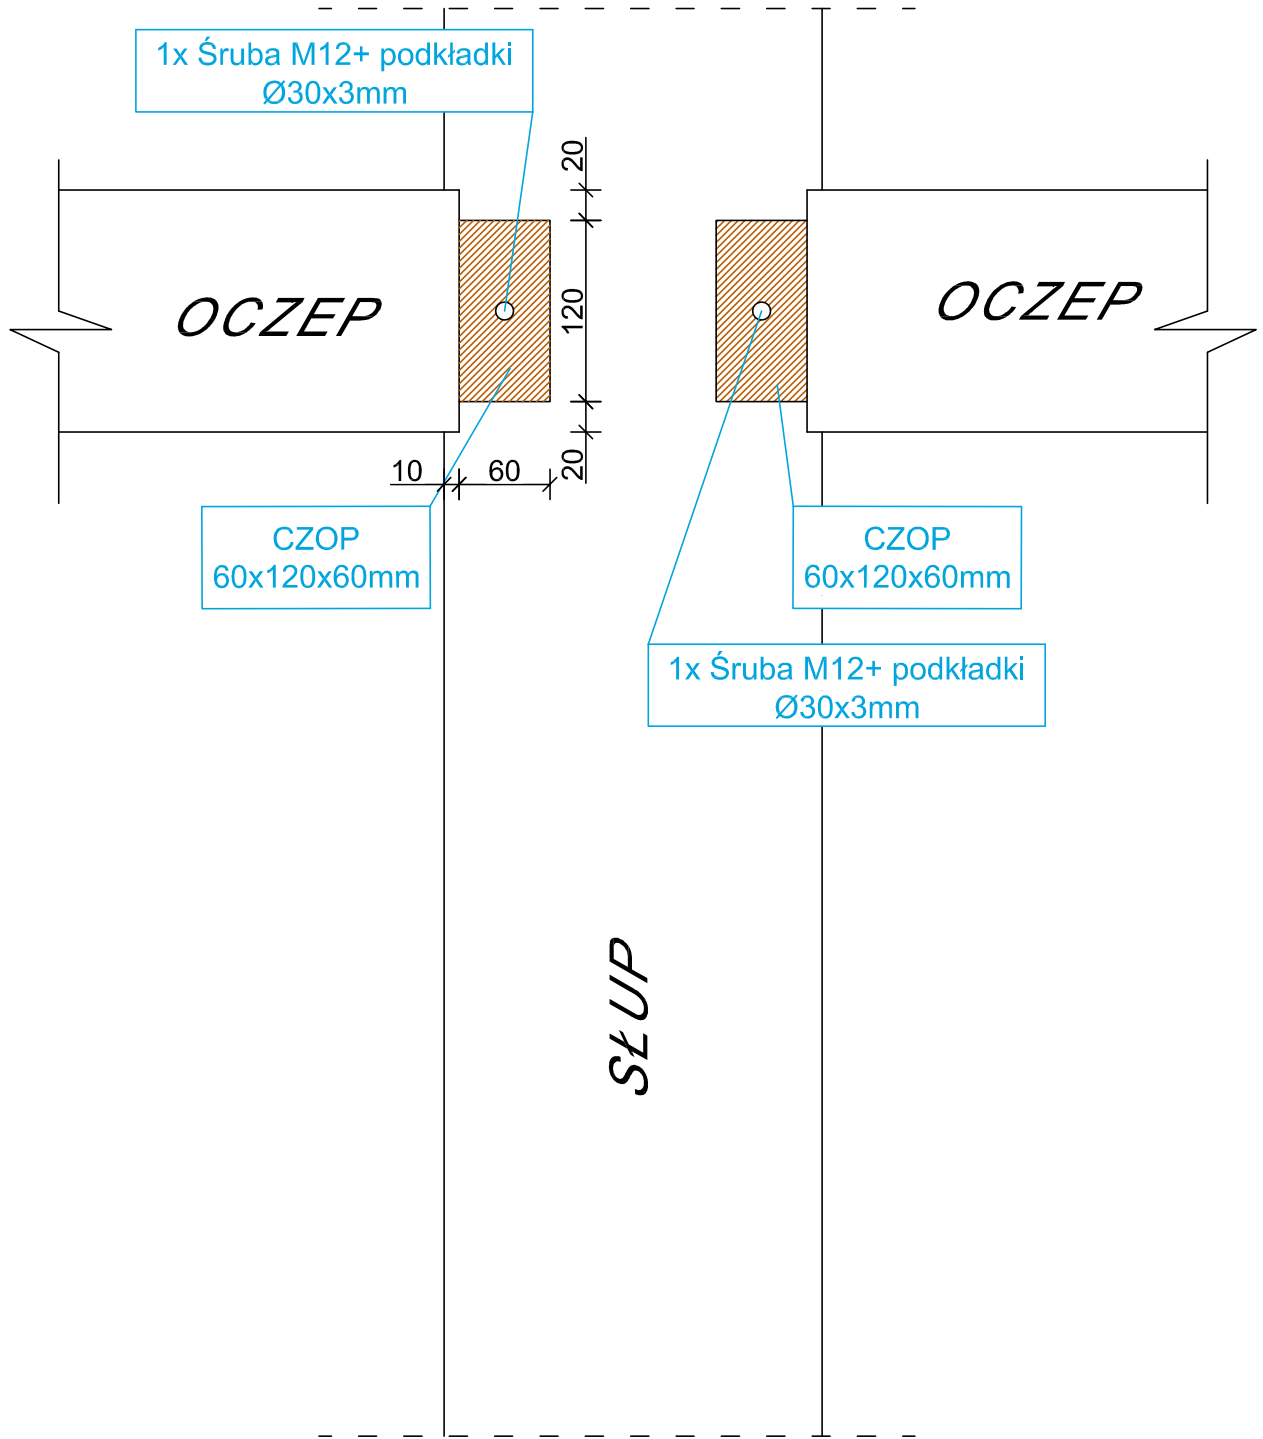 1x Śruba M12+ podkładki
Ø30x3mm
20
OCZEP
120
OCZEP
20
10
60
CZOP
60x120x60mm
CZOP
60x120x60mm
1x Śruba M12+ podkładki
Ø30x3mm
SŁUP